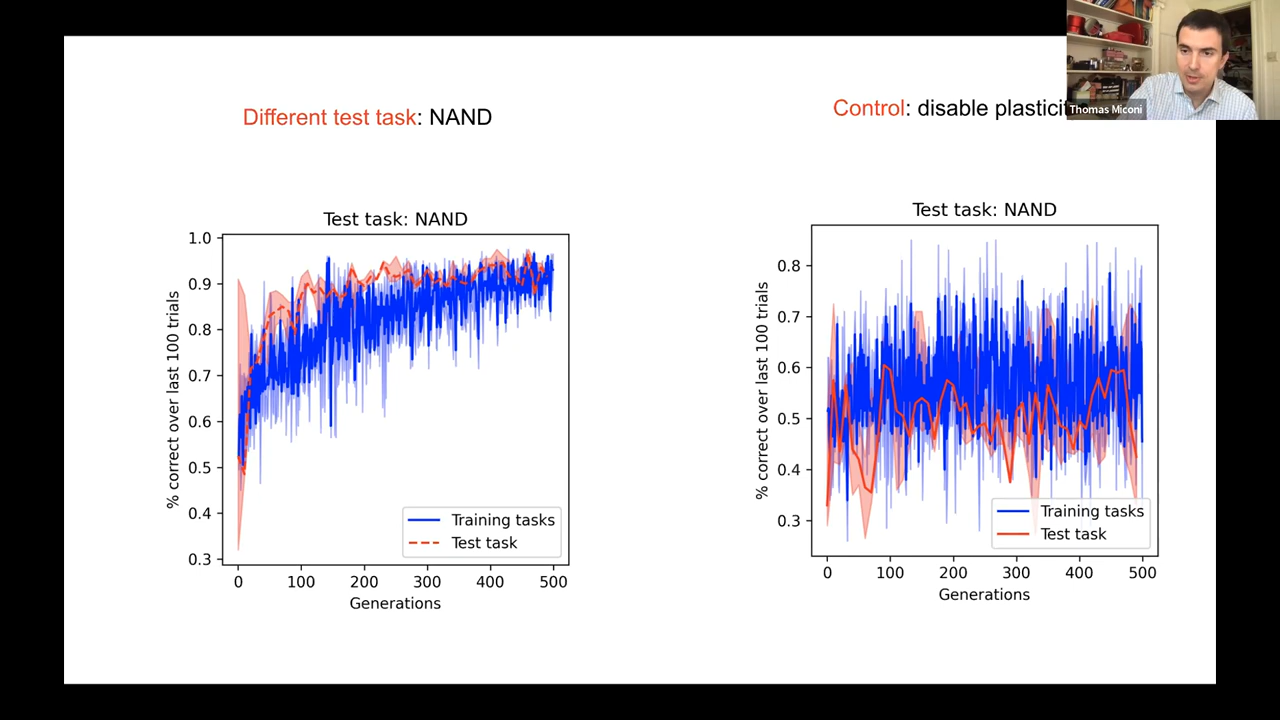 Different test task: NAND
Control: disable
Thomas Miconi
Test task: NAND
% correct over last 100 trials
1.0
0.9
0.8
0.7
0.6
0.5
0.4
0.3
0
100
200
300
400
500
Generations
Training tasks
Test task
Test task: NAND
% correct over last 100 trials
0.8
0.7
0.6
0.5
0.4
0.3
0
100
200
300
400
500
Generations
Training tasks
Test task